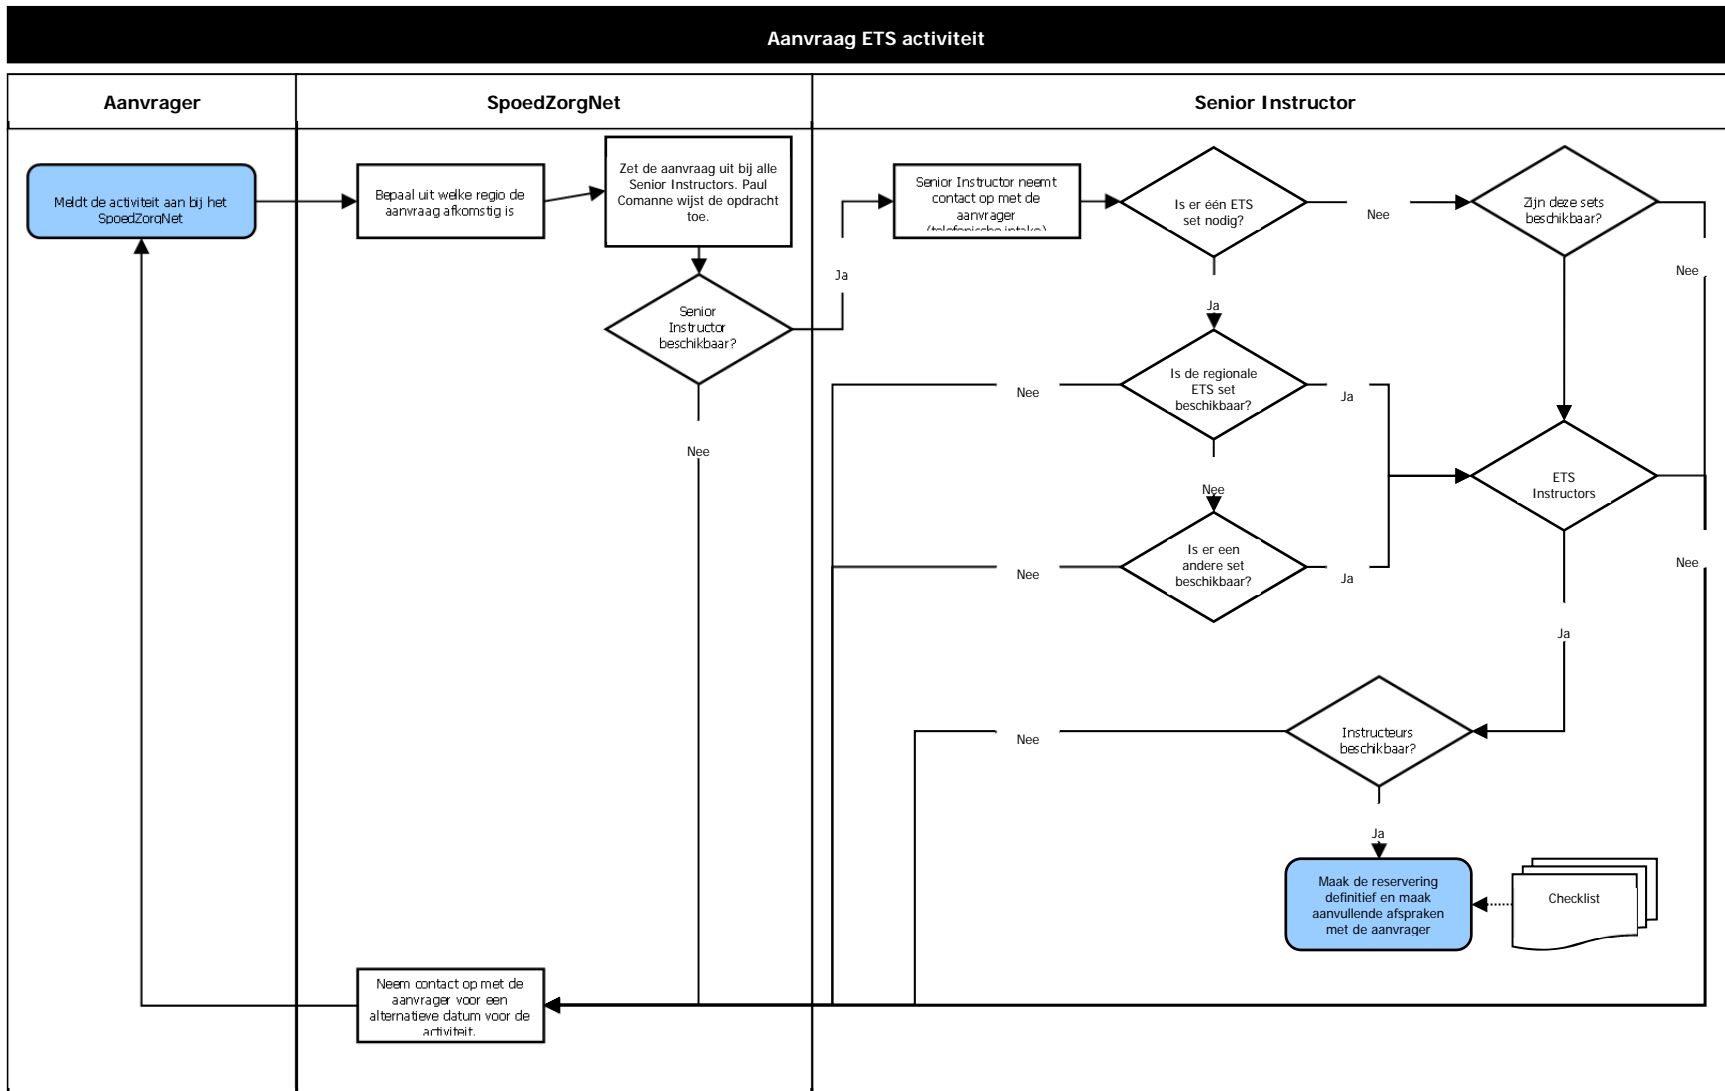 Aanvraag ETS activiteit
Aanvrager
SpoedZorgNet
Senior Instructor
Meldt de activiteit aan bij het
SpoedZorgNet
Bepaal uit welke regio de
aanvraag afkomstig is
Zet de aanvraag uit bij alle
Senior Instructors. Paul
Comanne wijst de opdracht
toe.
Senior
Instructor
beschikbaar?
Ja
Nee
Senior Instructor neemt
contact op met de
aanvrager
(telefonische intake)
Is er één ETS
set nodig?
Nee
Zijn deze sets
beschikbaar?
Nee
Ja
Is de regionale
ETS set
beschikbaar?
Nee
Ja
Nee
ETS
Instructors
Is er een
andere set
beschikbaar?
Nee
Ja
Nee
Ja
Instructeurs
beschikbaar?
Nee
Ja
Maak de reservering
definitief en maak
aanvullende afspraken
met de aanvrager
Checklist
Neem contact op met de
aanvrager voor een
alternatieve datum voor de
activiteit.